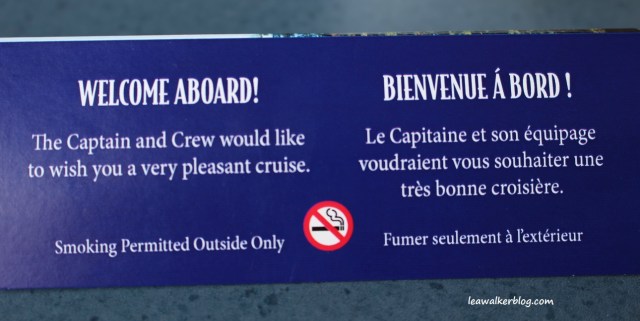 WELCOME ABOARD!
The Captain and Crew would like
to wish you a very pleasant cruise.
Smoking Permitted Outside Only
BIENVENUE Á BORD !
Le Capitaine et son équipage
voudraient vous souhaiter une
très bonne croisière.
Fumer seulement à l'extérieur
leawalkerblog.com